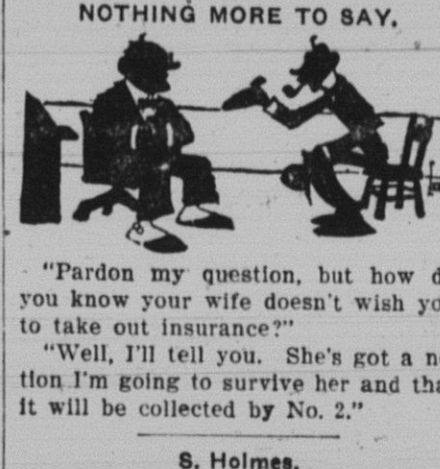 NOTHING MORE TO SAY.
"Pardon my question, but how d
you know your wife doesn't wish yo
to take out insurance?"
"Well, I'll tell you. She's got a n
tion I'm going to survive her and tha
it will be collected by No. 2."
S. Holmes.